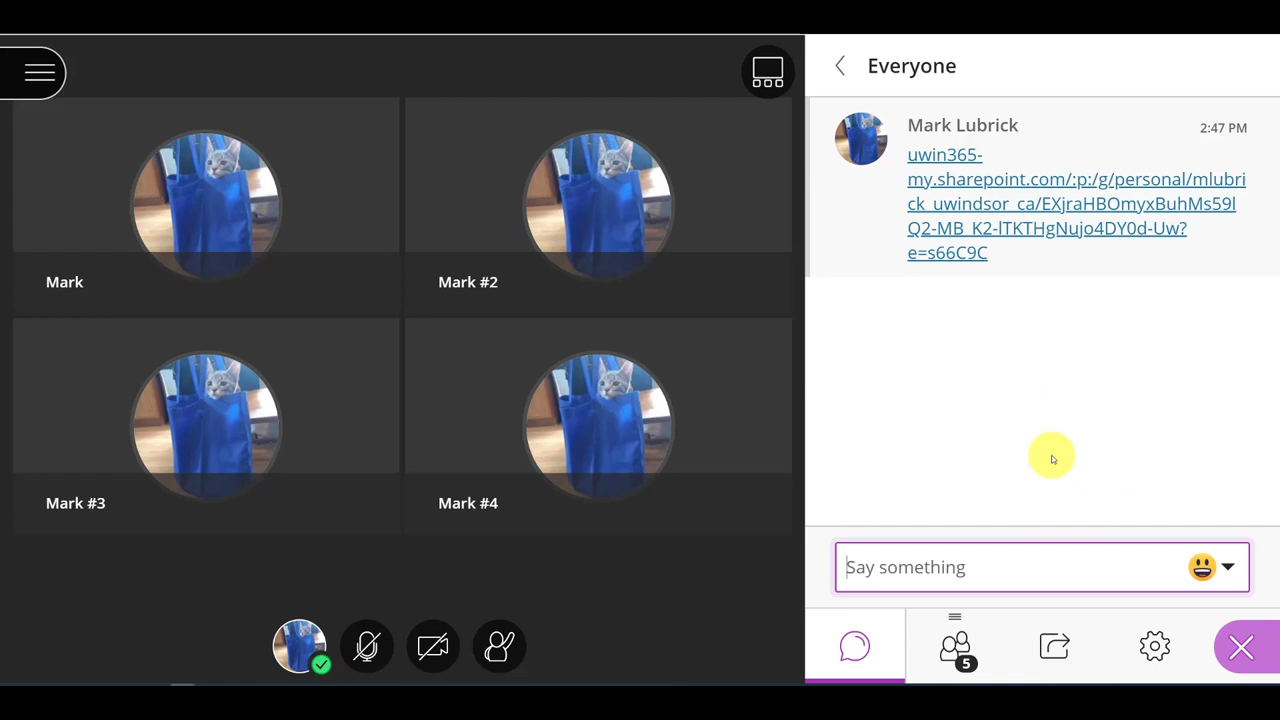 Everyone
Mark Lubrick
2:47 PM
uwin365-
my.sharepoint.com/:p:/g/personal/mlubri
ck_uwindsor_ca/EXjraHBOmyxBuhMs59l
Q2-MB_K2-lTKTHgNujo4DY0d-Uw?
e=s66C9C
Mark
Mark #2
Mark #3
Mark #4
Say something
5